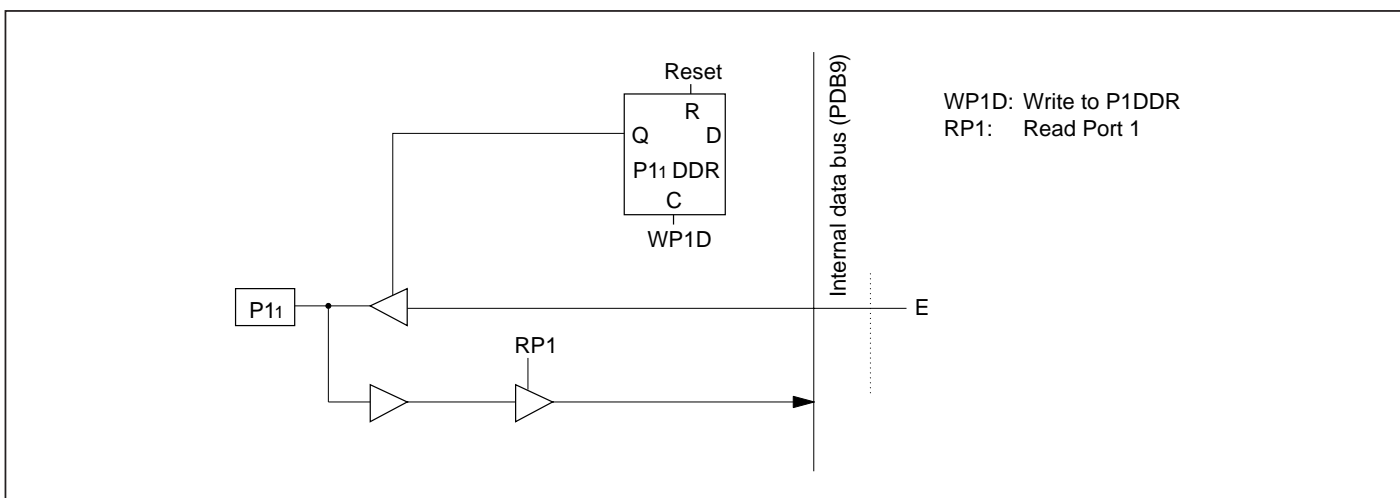 Reset
R
Q D
P11 DDR
C
WP1D
Internal data bus (PDB9)
WP1D: Write to P1DDR
RP1: Read Port 1
P11
E
RP1